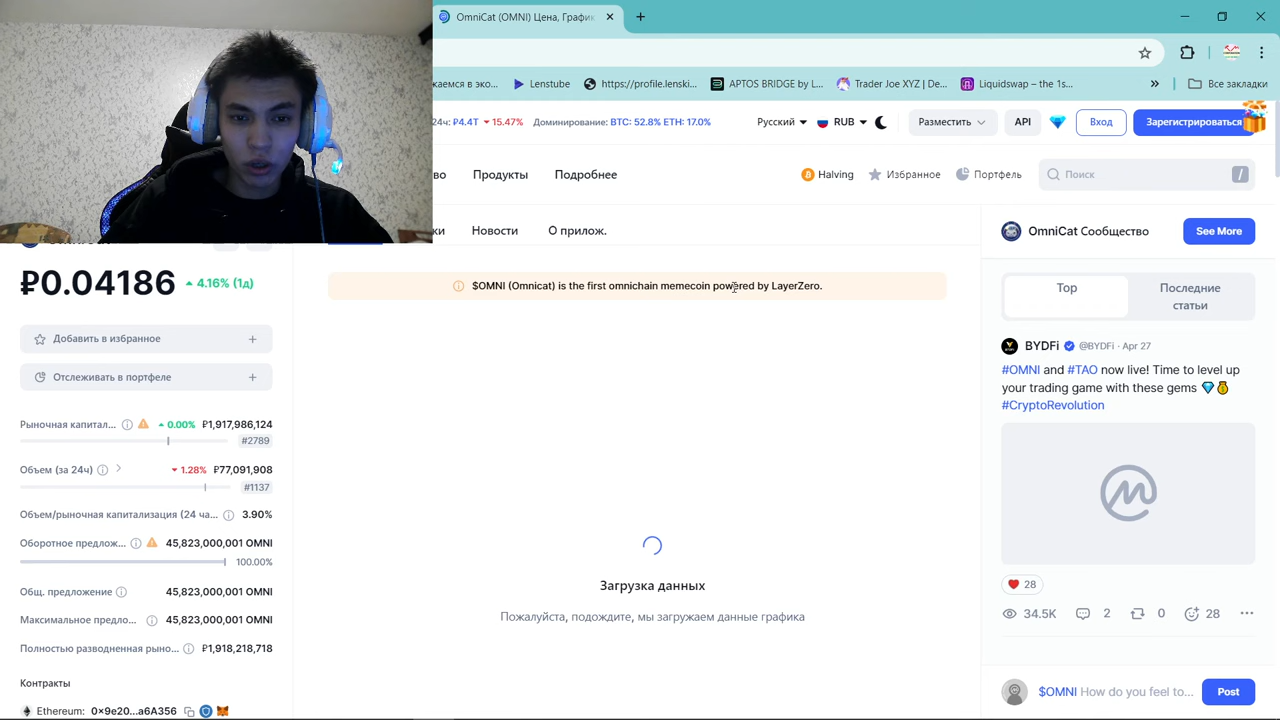 OmniCat (OMNI) Цена, График
каемся в эко...
Lenstube
https://profile.lenski...
APTOS BRIDGE by L...
Trader Joe XYZ | De...
Liquidswap – the 1s...
Все закладки
24ч: ₽4.4T 15.47% Доминирование: BTC: 52.8% ETH: 17.0%
Русский
RUB
Разместить
API
Вход
Зарегистрироваться
во
Продукты
Подробнее
Halving
Избранное
Портфель
Поиск
/
ки
Новости
О прилож.
OmniCat Сообщество
See More
₽0.04186 4.16% (1д)
$OMNI (Omnicat) is the first omnichain memecoin powered by LayerZero.
Добавить в избранное +
Отслеживать в портфеле +
Рыночная капитал... 0.00% ₽1,917,986,124
#2789
Объем (за 24ч) 1.28% ₽77,091,908
#1137
Объем/рыночная капитализация (24 ча... 3.90%
Оборотное предлож... 45,823,000,001 OMNI
100.00%
Общ. предложение 45,823,000,001 OMNI
Максимальное предло... 45,823,000,001 OMNI
Полностью разводненная рыно... ₽1,918,218,718
Контракты
Ethereum: 0x9e20...a6A356
Загрузка данных
Пожалуйста, подождите, мы загружаем данные графика
Top
Последние
статьи
BYDFi @BYDFi · Apr 27
#OMNI and #TAO now live! Time to level up
your trading game with these gems
#CryptoRevolution
28
34.5K
2
0
28
$OMNI How do you feel to...
Post